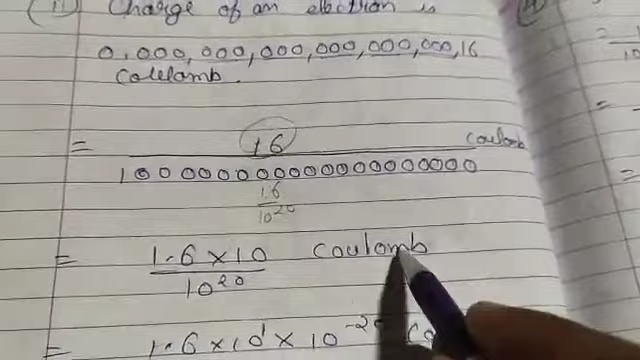 (ii) Charge of an electron is
0.000,000,000,000,000,000,16
Coulomb.
= 16 coulomb
100000000000000000000
16
10²⁰
= 1.6 × 10 Coulomb
10²⁰
= 1.6 × 10¹ × 10⁻²⁰